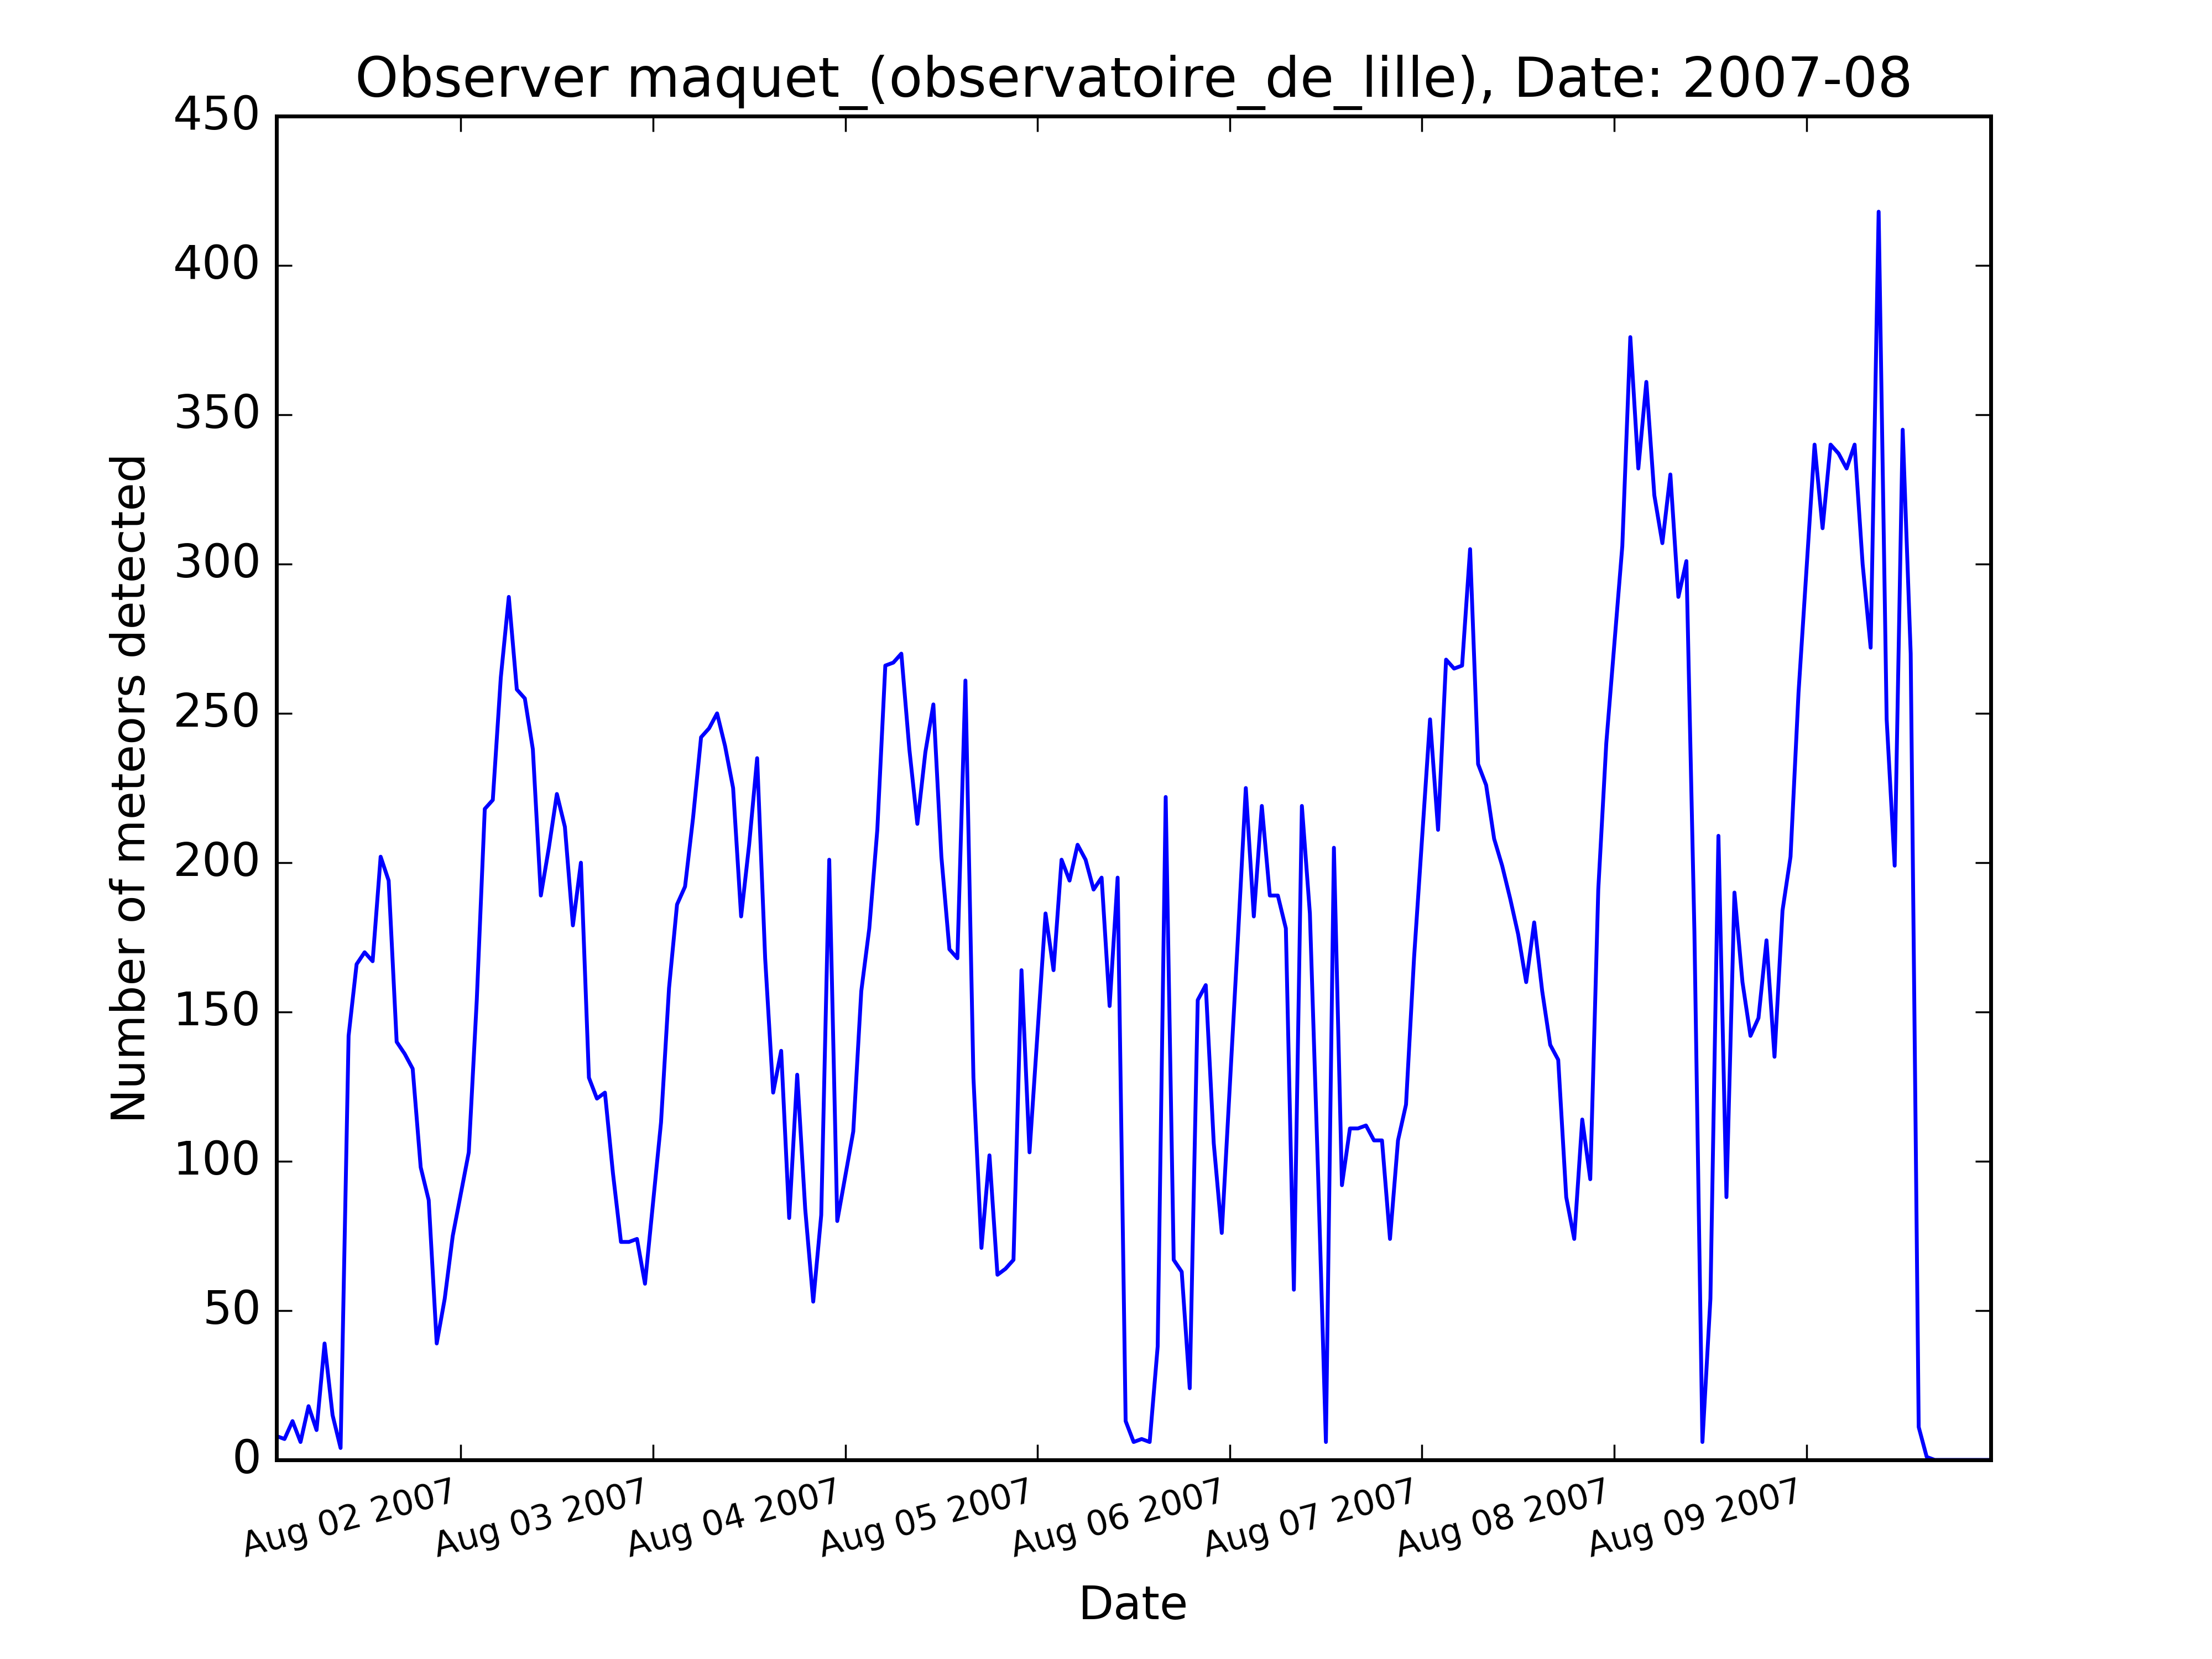 Observer maquet_(observatoire_de_lille), Date: 2007-08
450
400
350
300
250
200
150
100
50
0
Number of meteors detected
Aug 02 2007
Aug 03 2007
Aug 04 2007
Aug 05 2007
Aug 06 2007
Aug 07 2007
Aug 08 2007
Aug 09 2007
Date